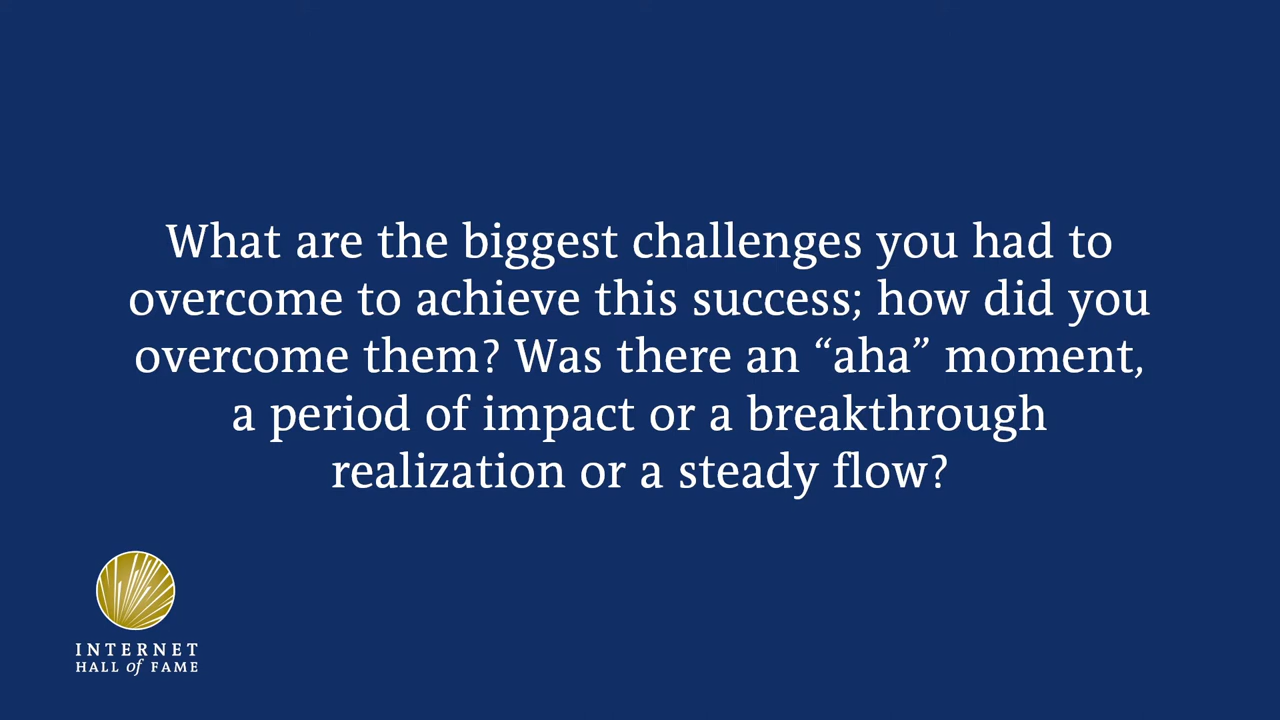 What are the biggest challenges you had to
overcome to achieve this success; how did you
overcome them? Was there an “aha” moment,
a period of impact or a breakthrough
realization or a steady flow?
INTERNET
HALL of FAME